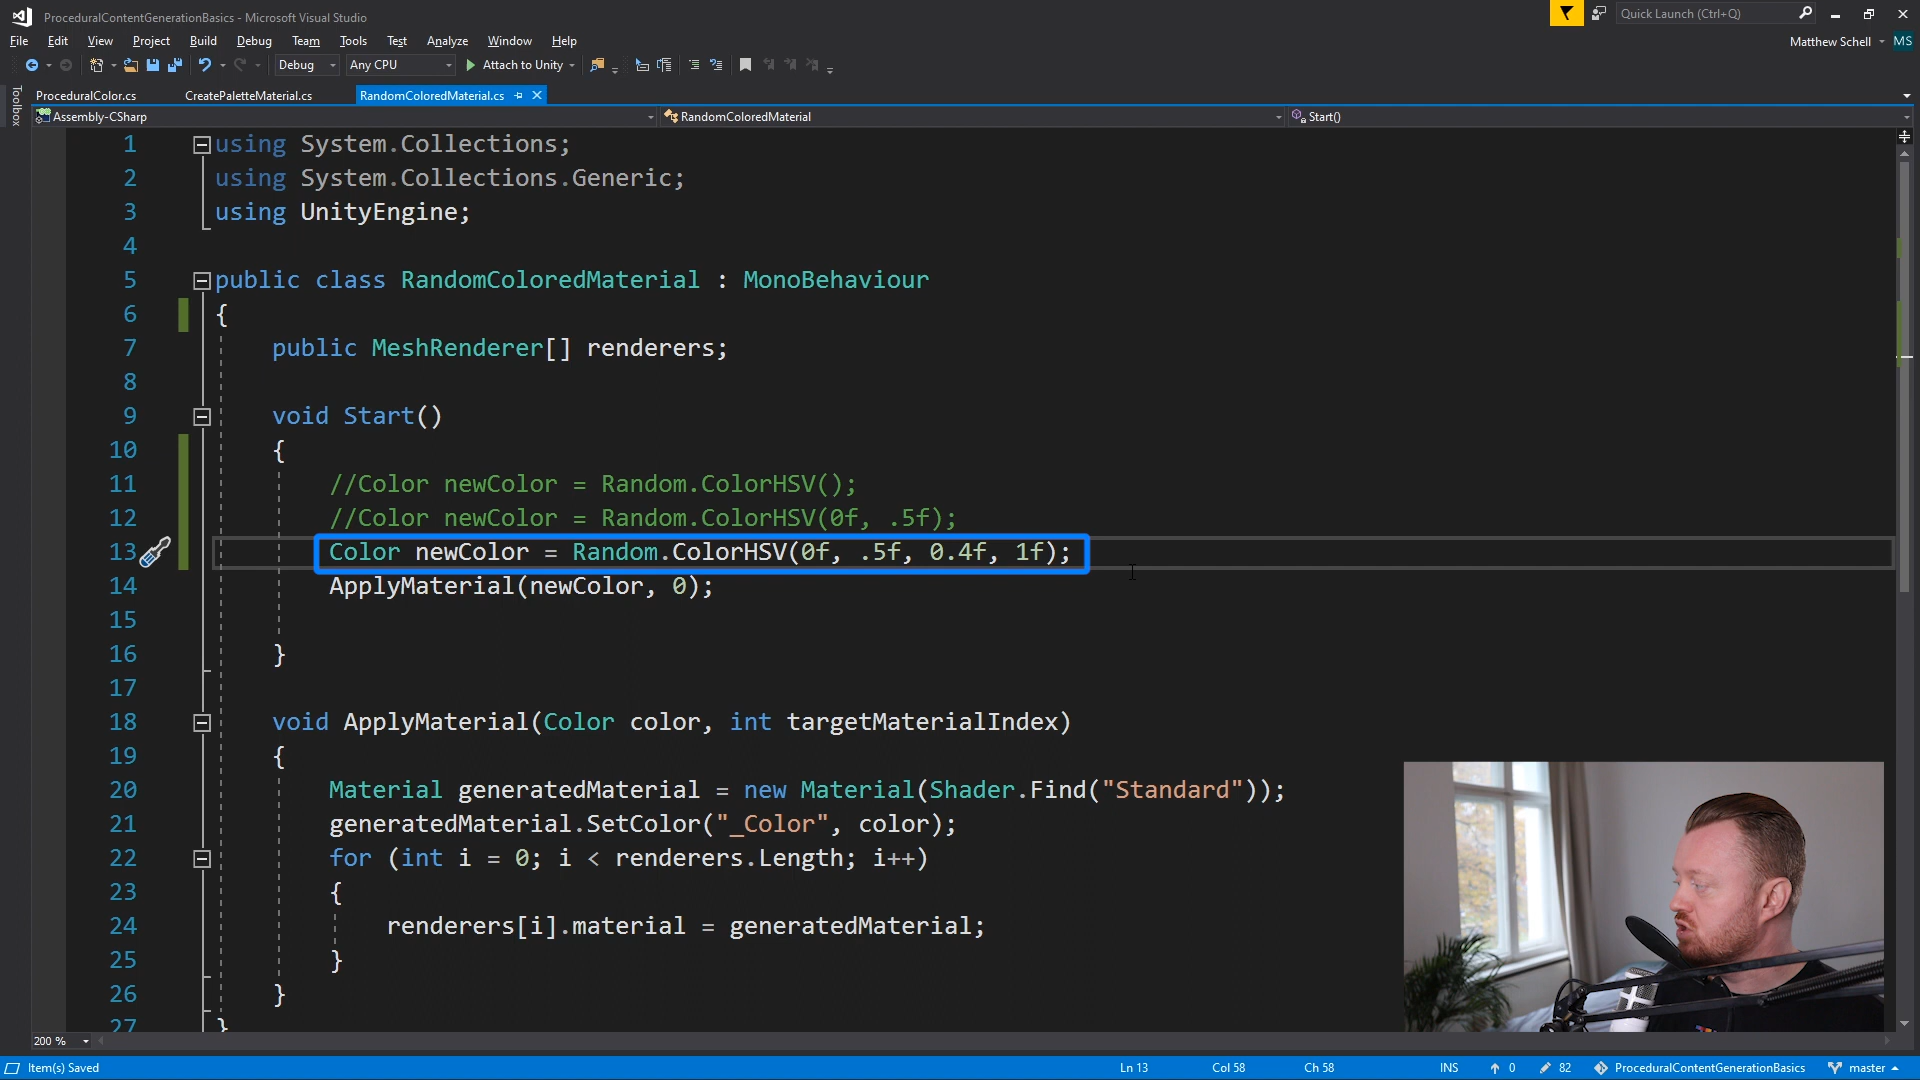 ProceduralContentGenerationBasics - Microsoft Visual Studio
Quick Launch (Ctrl+Q)
File Edit View Project Build Debug Team Tools Test Analyze Window Help
Matthew Schell MS
Debug Any CPU Attach to Unity
Toolbox
ProceduralColor.cs CreatePaletteMaterial.cs RandomColoredMaterial.cs
Assembly-CSharp RandomColoredMaterial Start()
1 using System.Collections;
2 using System.Collections.Generic;
3 using UnityEngine;
4
5 public class RandomColoredMaterial : MonoBehaviour
6 {
7 public MeshRenderer[] renderers;
8
9 void Start()
10 {
11 //Color newColor = Random.ColorHSV();
12 //Color newColor = Random.ColorHSV(0f, .5f);
13 Color newColor = Random.ColorHSV(0f, .5f, 0.4f, 1f);
14 ApplyMaterial(newColor, 0);
15
16 }
17
18 void ApplyMaterial(Color color, int targetMaterialIndex)
19 {
20 Material generatedMaterial = new Material(Shader.Find("Standard"));
21 generatedMaterial.SetColor("_Color", color);
22 for (int i = 0; i < renderers.Length; i++)
23 {
24 renderers[i].material = generatedMaterial;
25 }
26 }
27 }
200 %
Item(s) Saved Ln 13 Col 58 Ch 58 INS 0 82 ProceduralContentGenerationBasics master